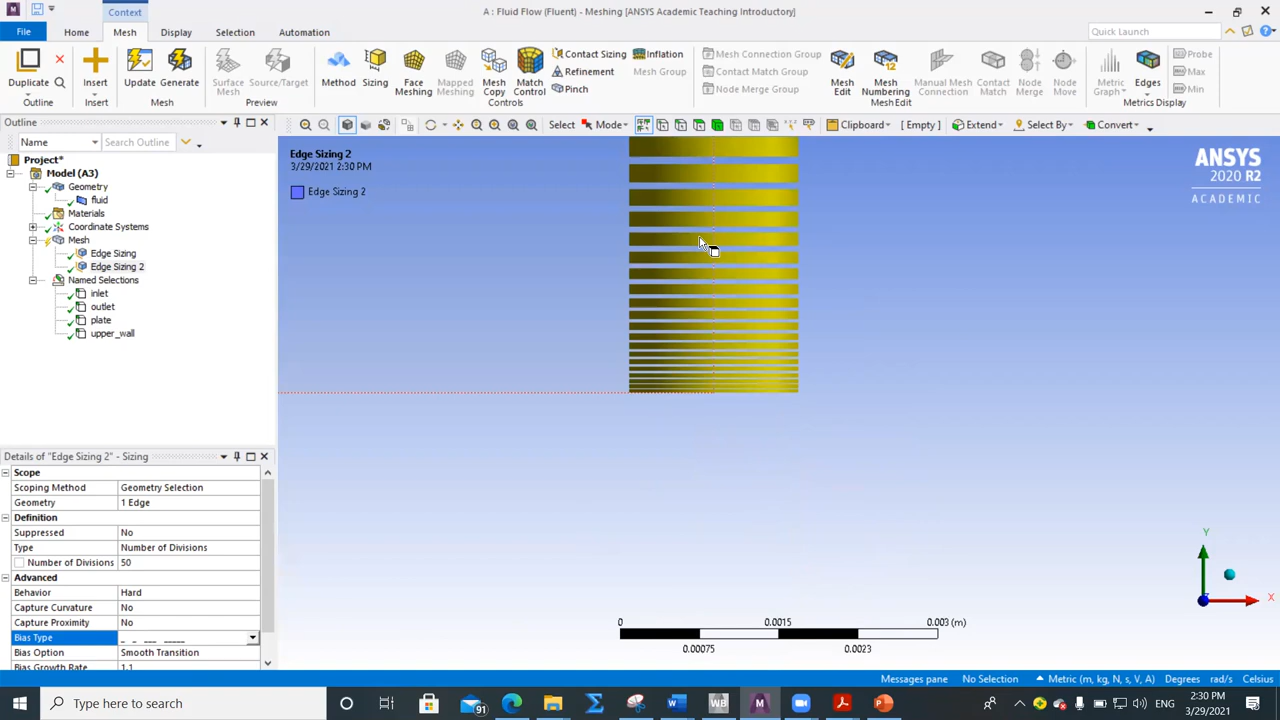 Context
A : Fluid Flow (Fluent) - Meshing [ANSYS Academic Teaching Introductory]
File Home Mesh Display Selection Automation Quick Launch
Duplicate Insert Update Generate Surface Mesh Source/Target Method Sizing Face Meshing Mapped Meshing Mesh Copy Match Control Contact Sizing Refinement Pinch Inflation Mesh Group Mesh Connection Group Contact Match Group Node Merge Group Mesh Edit Mesh Numbering Manual Mesh Connection Contact Match Node Merge Node Move Metric Graph Edges Probe Max Min
Outline Insert Mesh Preview Controls Mesh Edit Metrics Display
Outline
Select Mode Clipboard [ Empty ] Extend Select By Convert
Name Search Outline
Project*
Model (A3)
Geometry
fluid
Materials
Coordinate Systems
Mesh
Edge Sizing
Edge Sizing 2
Named Selections
inlet
outlet
plate
upper_wall
Edge Sizing 2
3/29/2021 2:30 PM
Edge Sizing 2
ANSYS
2020 R2
ACADEMIC
Details of "Edge Sizing 2" - Sizing
Scope
Scoping Method Geometry Selection
Geometry 1 Edge
Definition
Suppressed No
Type Number of Divisions
Number of Divisions 50
Advanced
Behavior Hard
Capture Curvature No
Capture Proximity No
Bias Type _ _ ___ _____
Bias Option Smooth Transition
Bias Growth Rate 1.1
0 0.0015 0.003 (m)
0.00075 0.0023
Y
X
Messages pane No Selection Metric (m, kg, N, s, V, A) Degrees rad/s Celsius
Type here to search
91
ENG
2:30 PM
3/29/2021